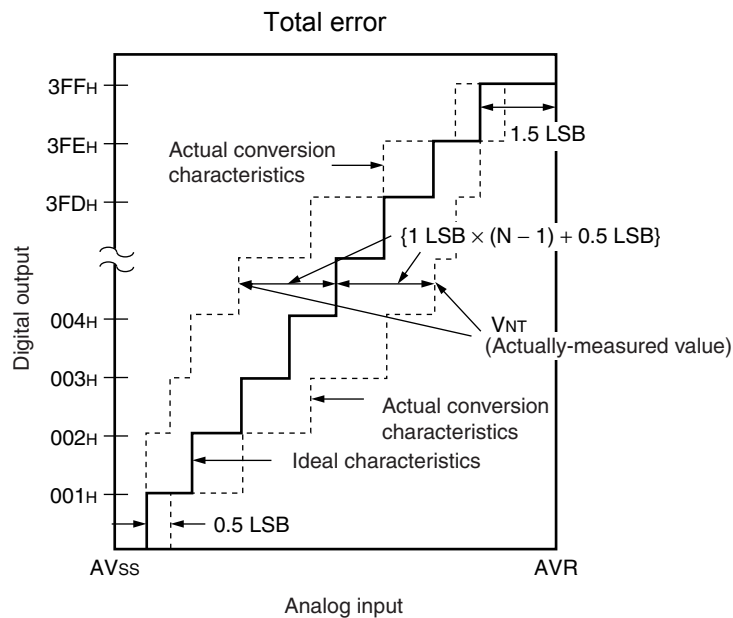 Total error
3FFH
3FEH
3FDH
004H
003H
002H
001H
Digital output
Actual conversion
characteristics
1.5 LSB
{1 LSB × (N − 1) + 0.5 LSB}
VNT
(Actually-measured value)
Actual conversion
characteristics
Ideal characteristics
0.5 LSB
AVss
AVR
Analog input